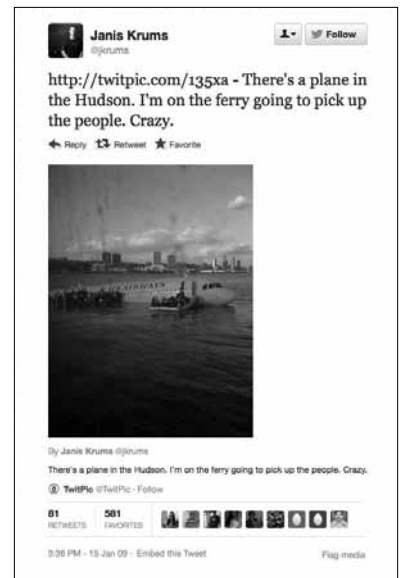 Janis Krums
@jkrums
Follow
http://twitpic.com/135xa - There's a plane in
the Hudson. I'm on the ferry going to pick up
the people. Crazy.
Reply Retweet Favorite
AIRWAYS
By Janis Krums @jkrums
There's a plane in the Hudson. I'm on the ferry going to pick up the people. Crazy.
TwitPic @TwitPic · Follow
81 581
RETWEETS FAVORITES
3:36 PM - 15 Jan 09 · Embed this Tweet Flag media